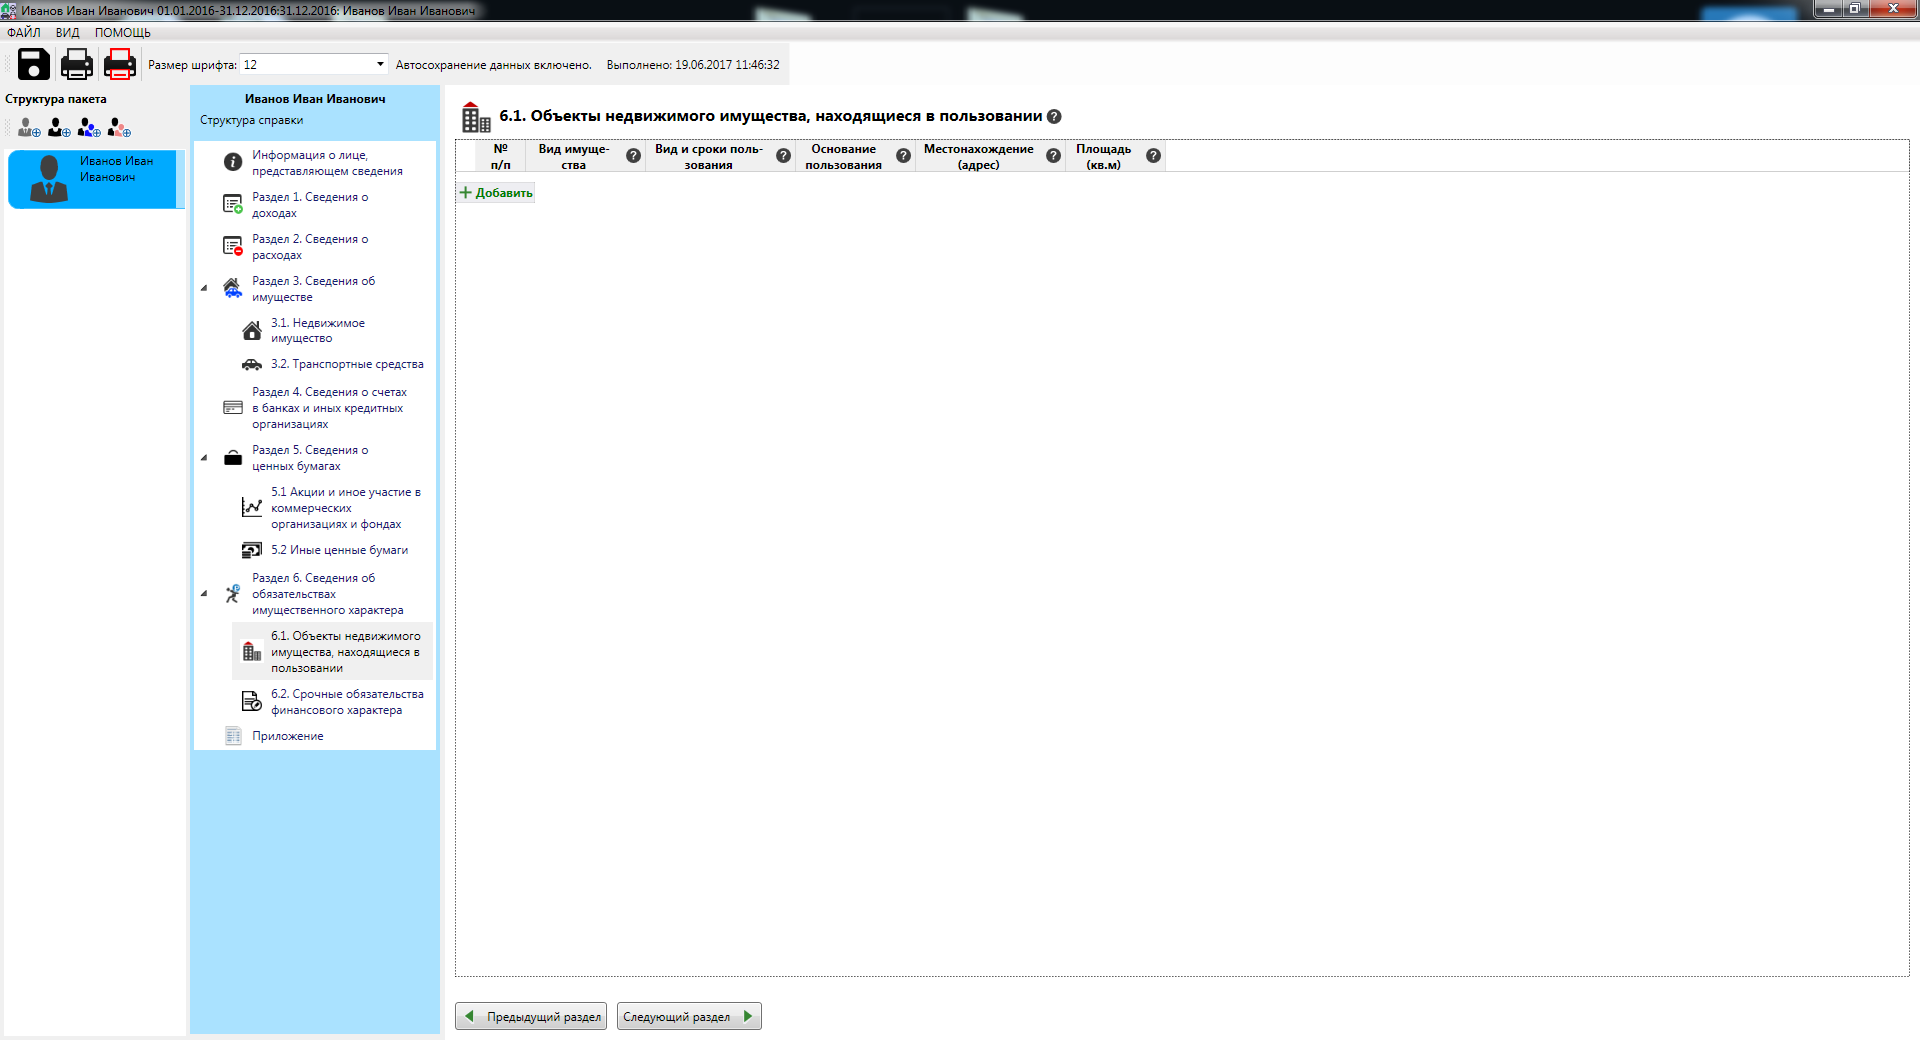 Иванов Иван Иванович 01.01.2016-31.12.2016:31.12.2016: Иванов Иван Иванович
ФАЙЛ ВИД ПОМОЩЬ
Размер шрифта: 12 Автосохранение данных включено. Выполнено: 19.06.2017 11:46:32
Структура пакета
Иванов Иван
Иванович
Иванов Иван Иванович
Структура справки
Информация о лице,
представляющем сведения
Раздел 1. Сведения о
доходах
Раздел 2. Сведения о
расходах
Раздел 3. Сведения об
имуществе
3.1. Недвижимое
имущество
3.2. Транспортные средства
Раздел 4. Сведения о счетах
в банках и иных кредитных
организациях
Раздел 5. Сведения о
ценных бумагах
5.1 Акции и иное участие в
коммерческих
организациях и фондах
5.2 Иные ценные бумаги
Раздел 6. Сведения об
обязательствах
имущественного характера
6.1. Объекты недвижимого
имущества, находящиеся в
пользовании
6.2. Срочные обязательства
финансового характера
Приложение
6.1. Объекты недвижимого имущества, находящиеся в пользовании
№
п/п
Вид имуще-
ства
Вид и сроки поль-
зования
Основание
пользования
Местонахождение
(адрес)
Площадь
(кв.м)
Добавить
Предыдущий раздел Следующий раздел